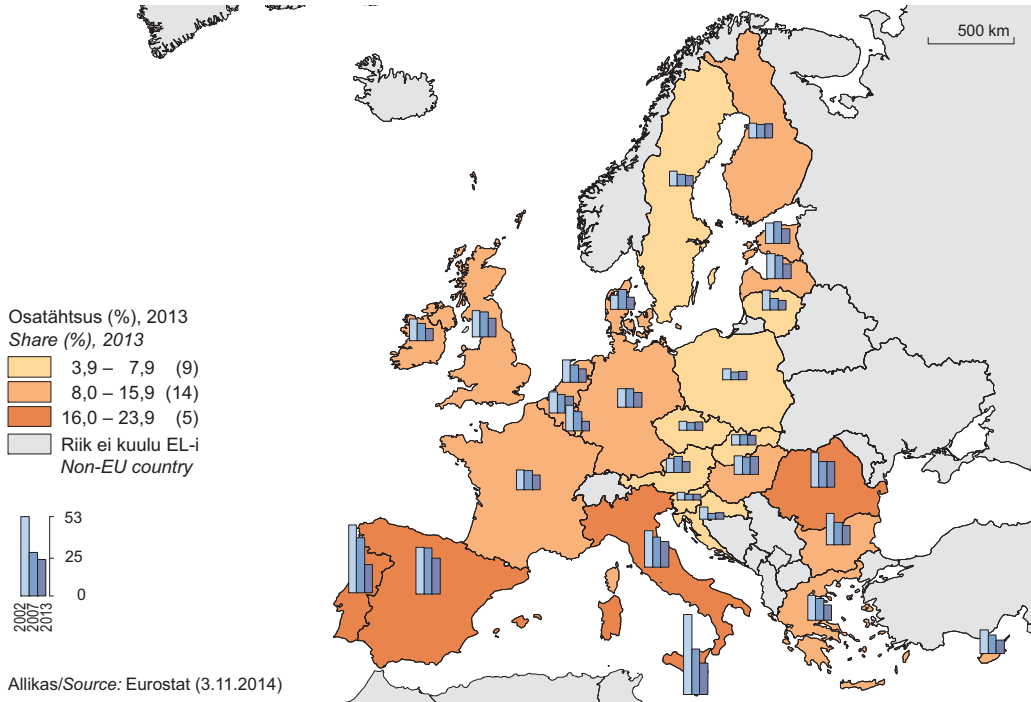 500 km
Osatähtsus (%), 2013
Share (%), 2013
3,9 – 7,9 (9)
8,0 – 15,9 (14)
16,0 – 23,9 (5)
Riik ei kuulu EL-i
Non-EU country
53
25
0
2002
2007
2013
Allikas/Source: Eurostat (3.11.2014)